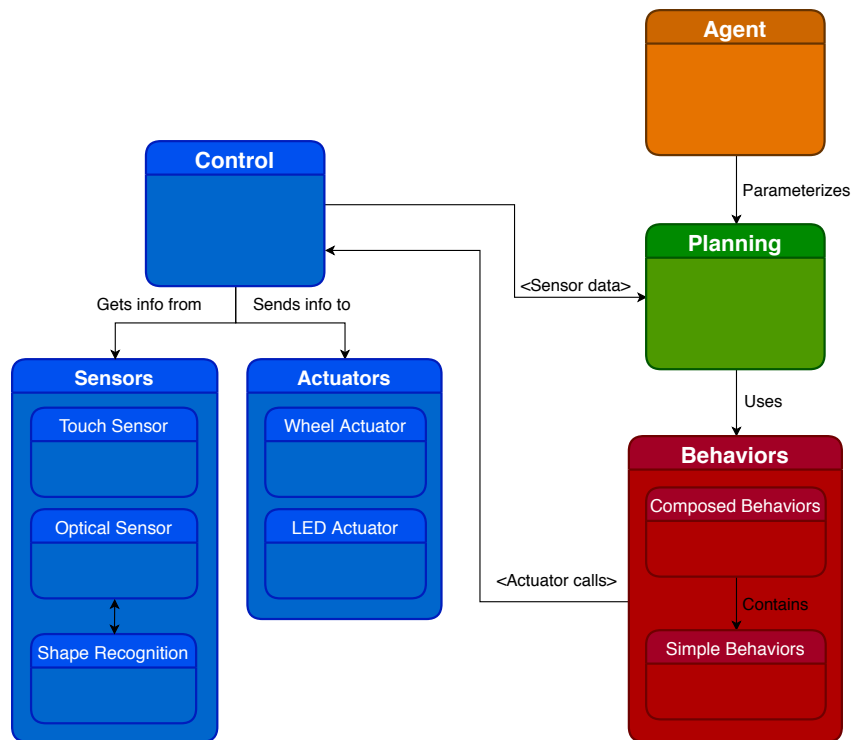 Agent
Parameterizes
Control
Planning
<Sensor data>
Gets info from
Sends info to
Sensors
Actuators
Uses
Touch Sensor
Wheel Actuator
Behaviors
Composed Behaviors
Optical Sensor
LED Actuator
<Actuator calls>
Contains
Shape Recognition
Simple Behaviors